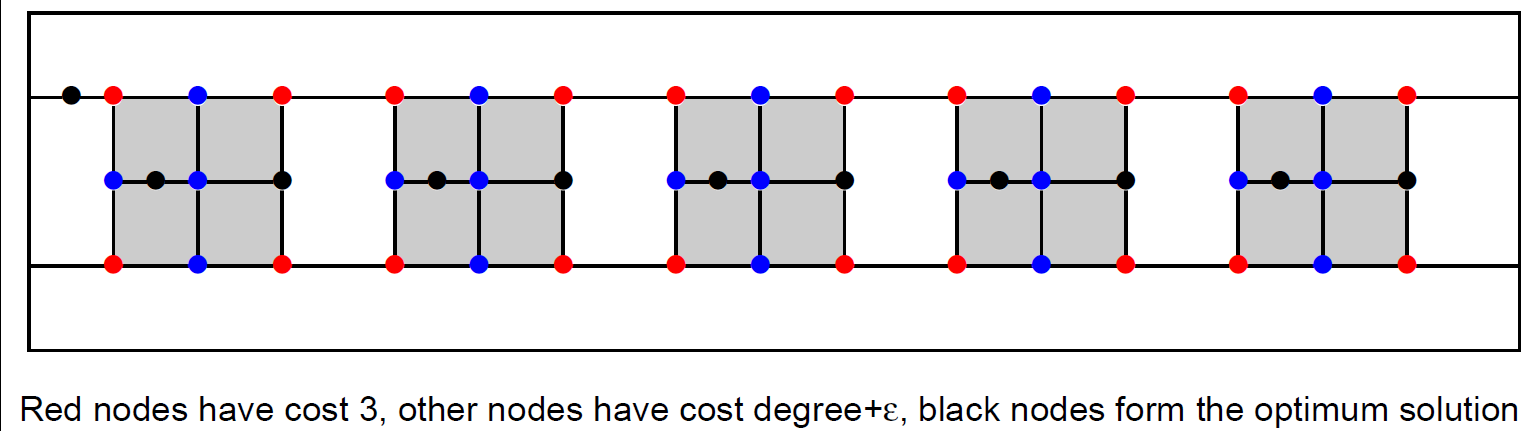 Red nodes have cost 3, other nodes have cost degree+ε, black nodes form the optimum solution